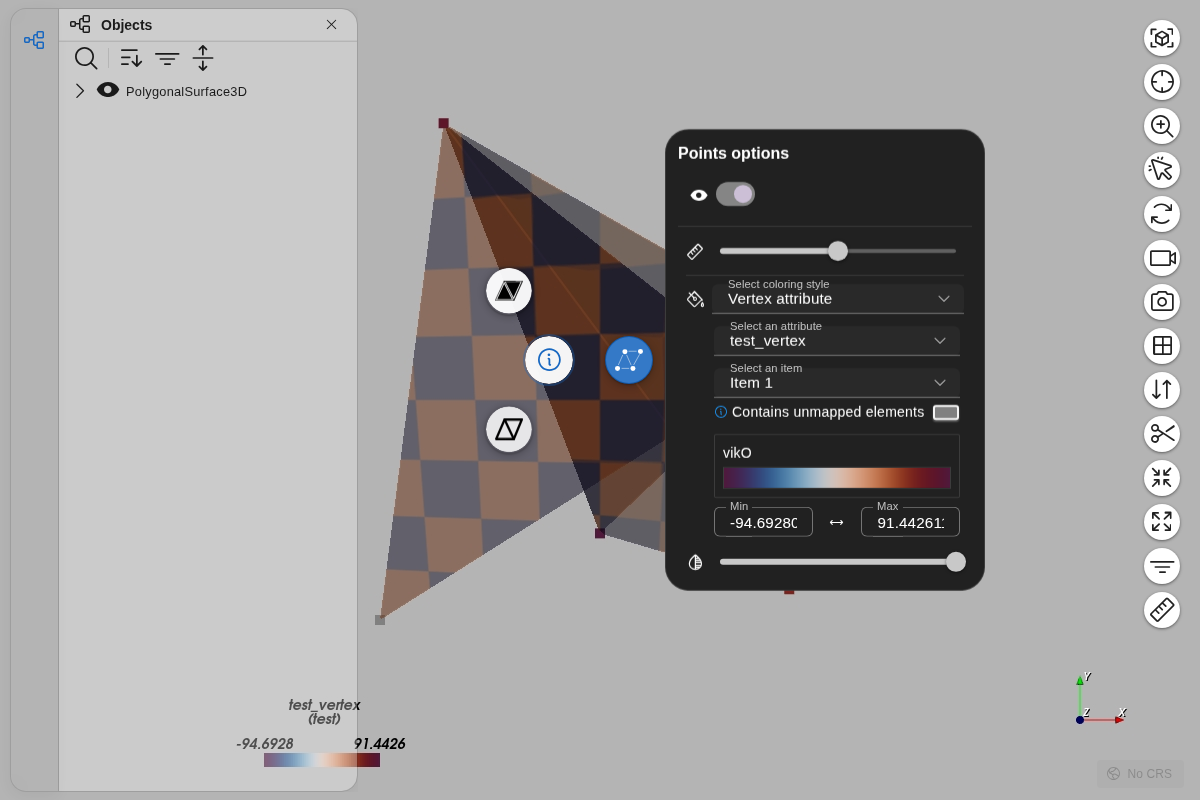 Objects
PolygonalSurface3D
Points options
Select coloring style
Vertex attribute
Select an attribute
test_vertex
Select an item
Item 1
Contains unmapped elements
vikO
Min
Max
-94.6928
91.44261
test_vertex
(test)
-94.6928
91.4426
Y
Z
X
No CRS